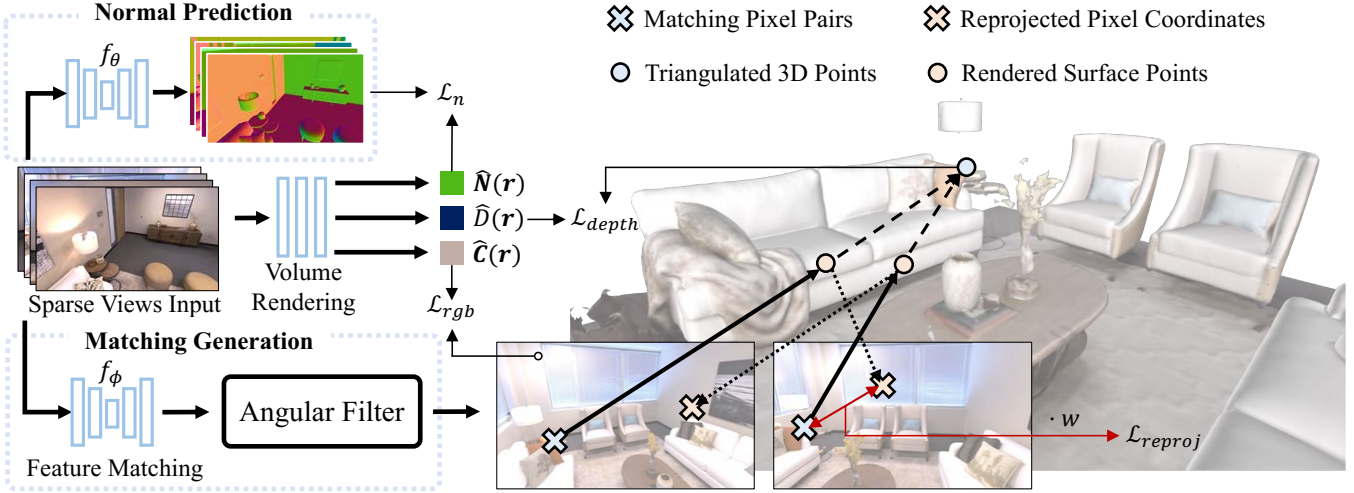 Normal Prediction
f_θ
ℒ_n
Matching Pixel Pairs
Reprojected Pixel Coordinates
Triangulated 3D Points
Rendered Surface Points
N̂(r)
D̂(r)
ℒ_depth
Ĉ(r)
Sparse Views Input
Volume
Rendering
ℒ_rgb
Matching Generation
f_ϕ
Angular Filter
Feature Matching
· w
ℒ_reproj